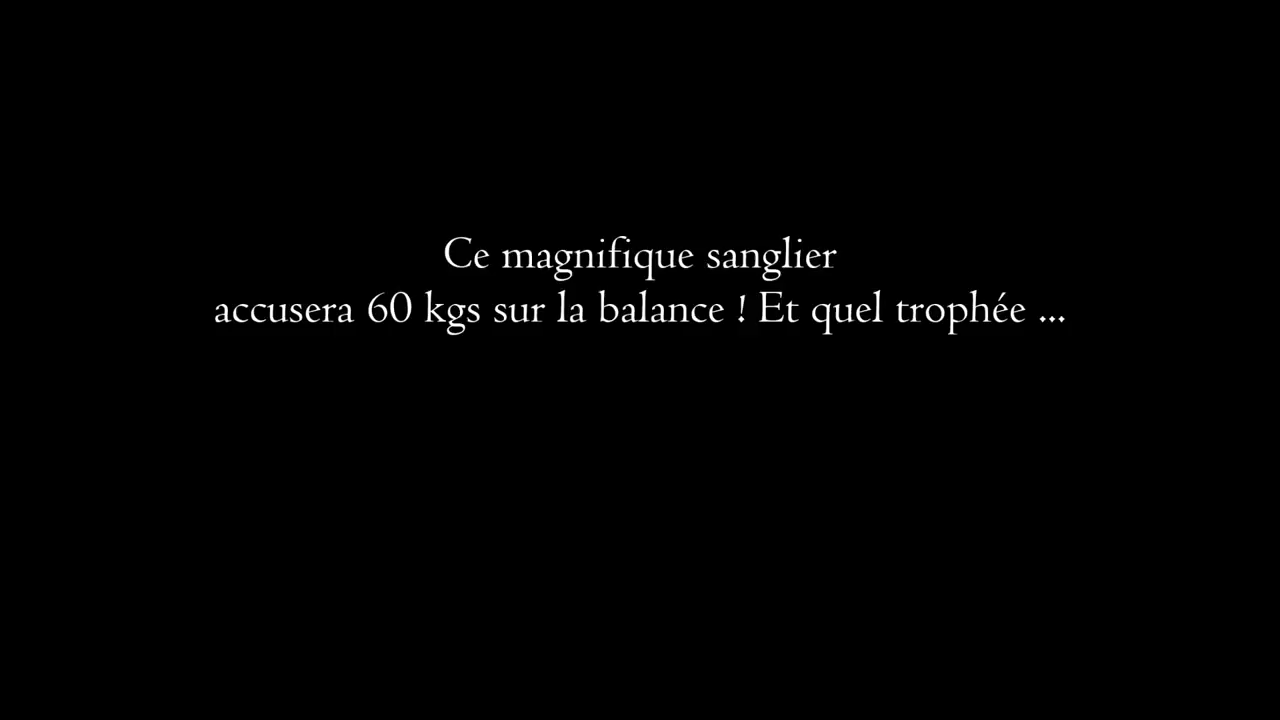 Ce magnifique sanglier
accusera 60 kgs sur la balance ! Et quel trophée ...